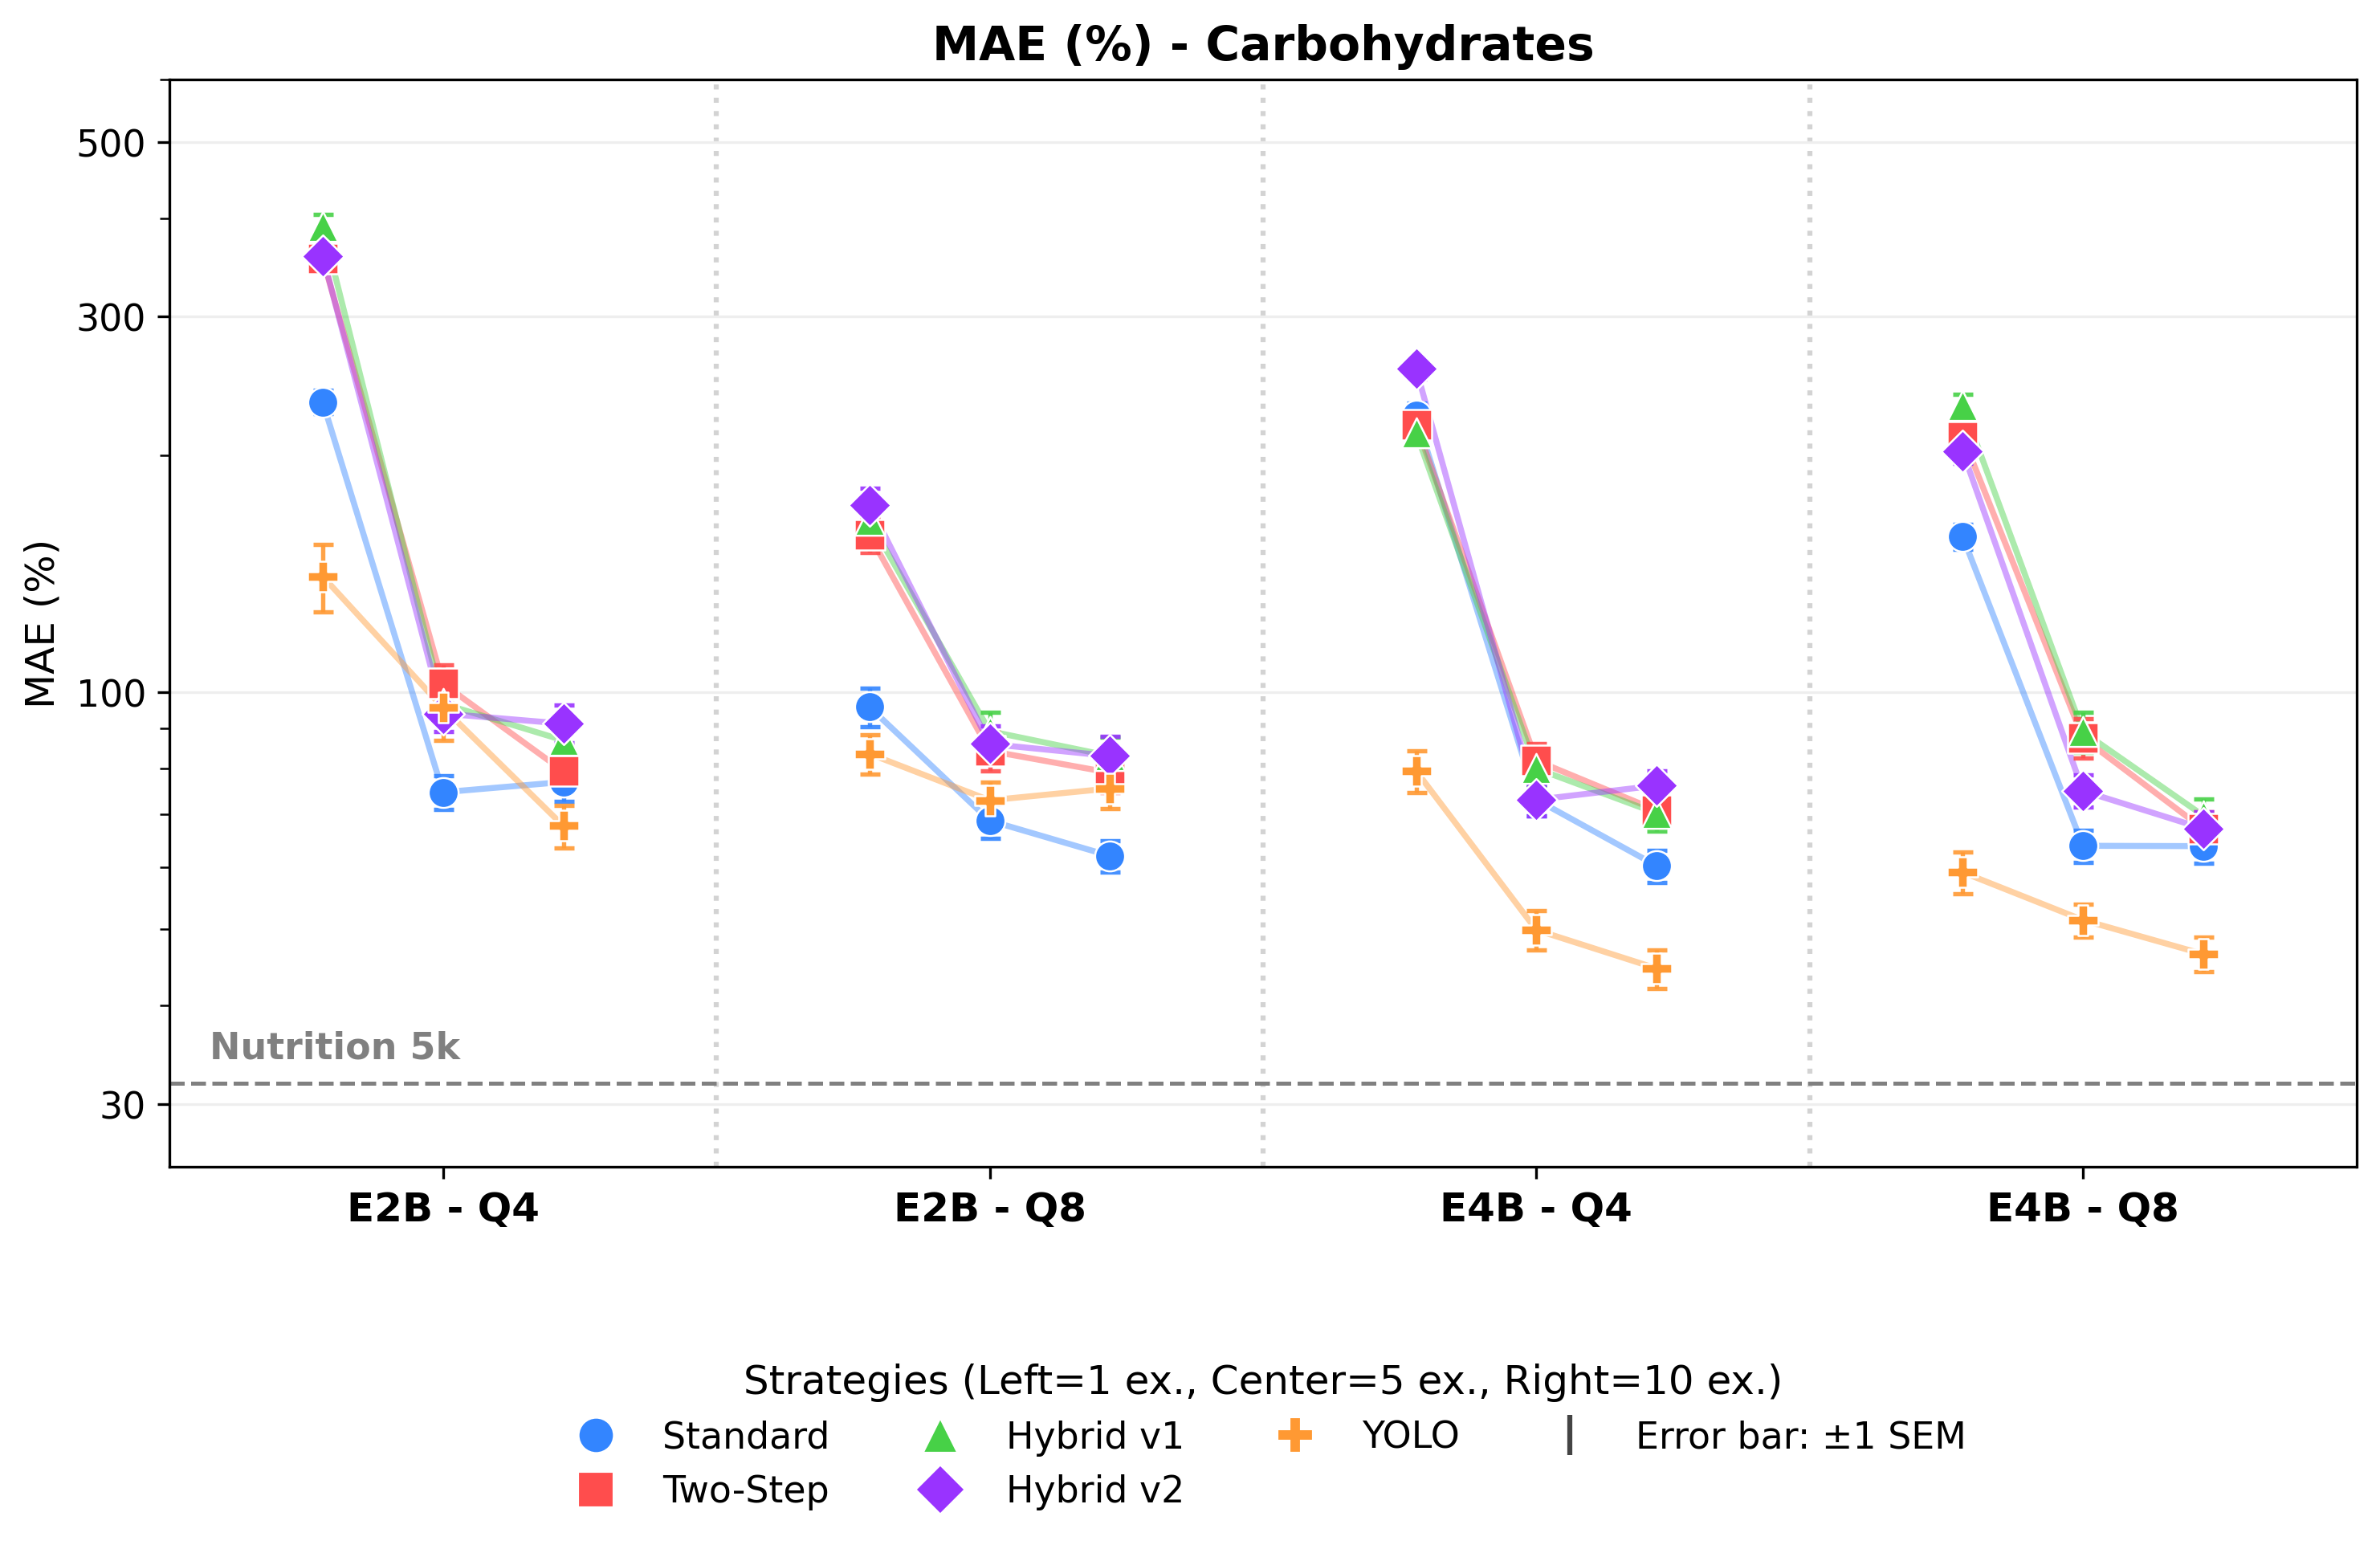 MAE (%) - Carbohydrates
MAE (%)
500
300
100
30
Nutrition 5k
E2B - Q4
E2B - Q8
E4B - Q4
E4B - Q8
Strategies (Left=1 ex., Center=5 ex., Right=10 ex.)
Standard
Hybrid v1
YOLO
Error bar: ±1 SEM
Two-Step
Hybrid v2